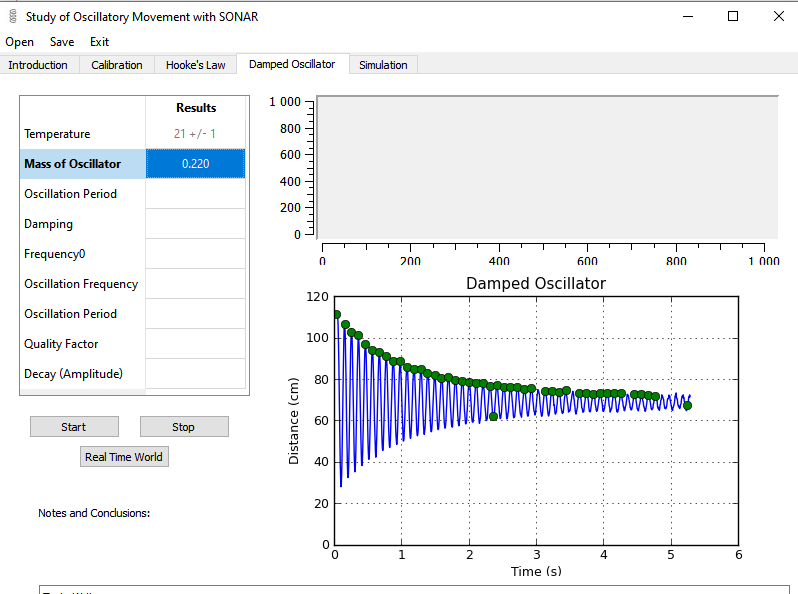 Study of Oscillatory Movement with SONAR
Open Save Exit
Introduction Calibration Hooke's Law Damped Oscillator Simulation
Results
Temperature 21 +/- 1
Mass of Oscillator 0.220
Oscillation Period
Damping
Frequency0
Oscillation Frequency
Oscillation Period
Quality Factor
Decay (Amplitude)
Start Stop
Real Time World
Notes and Conclusions:
1 000
800
600
400
200
0
0 200 400 600 800 1 000
Damped Oscillator
120
100
80
60
40
20
0
Distance (cm)
0 1 2 3 4 5 6
Time (s)